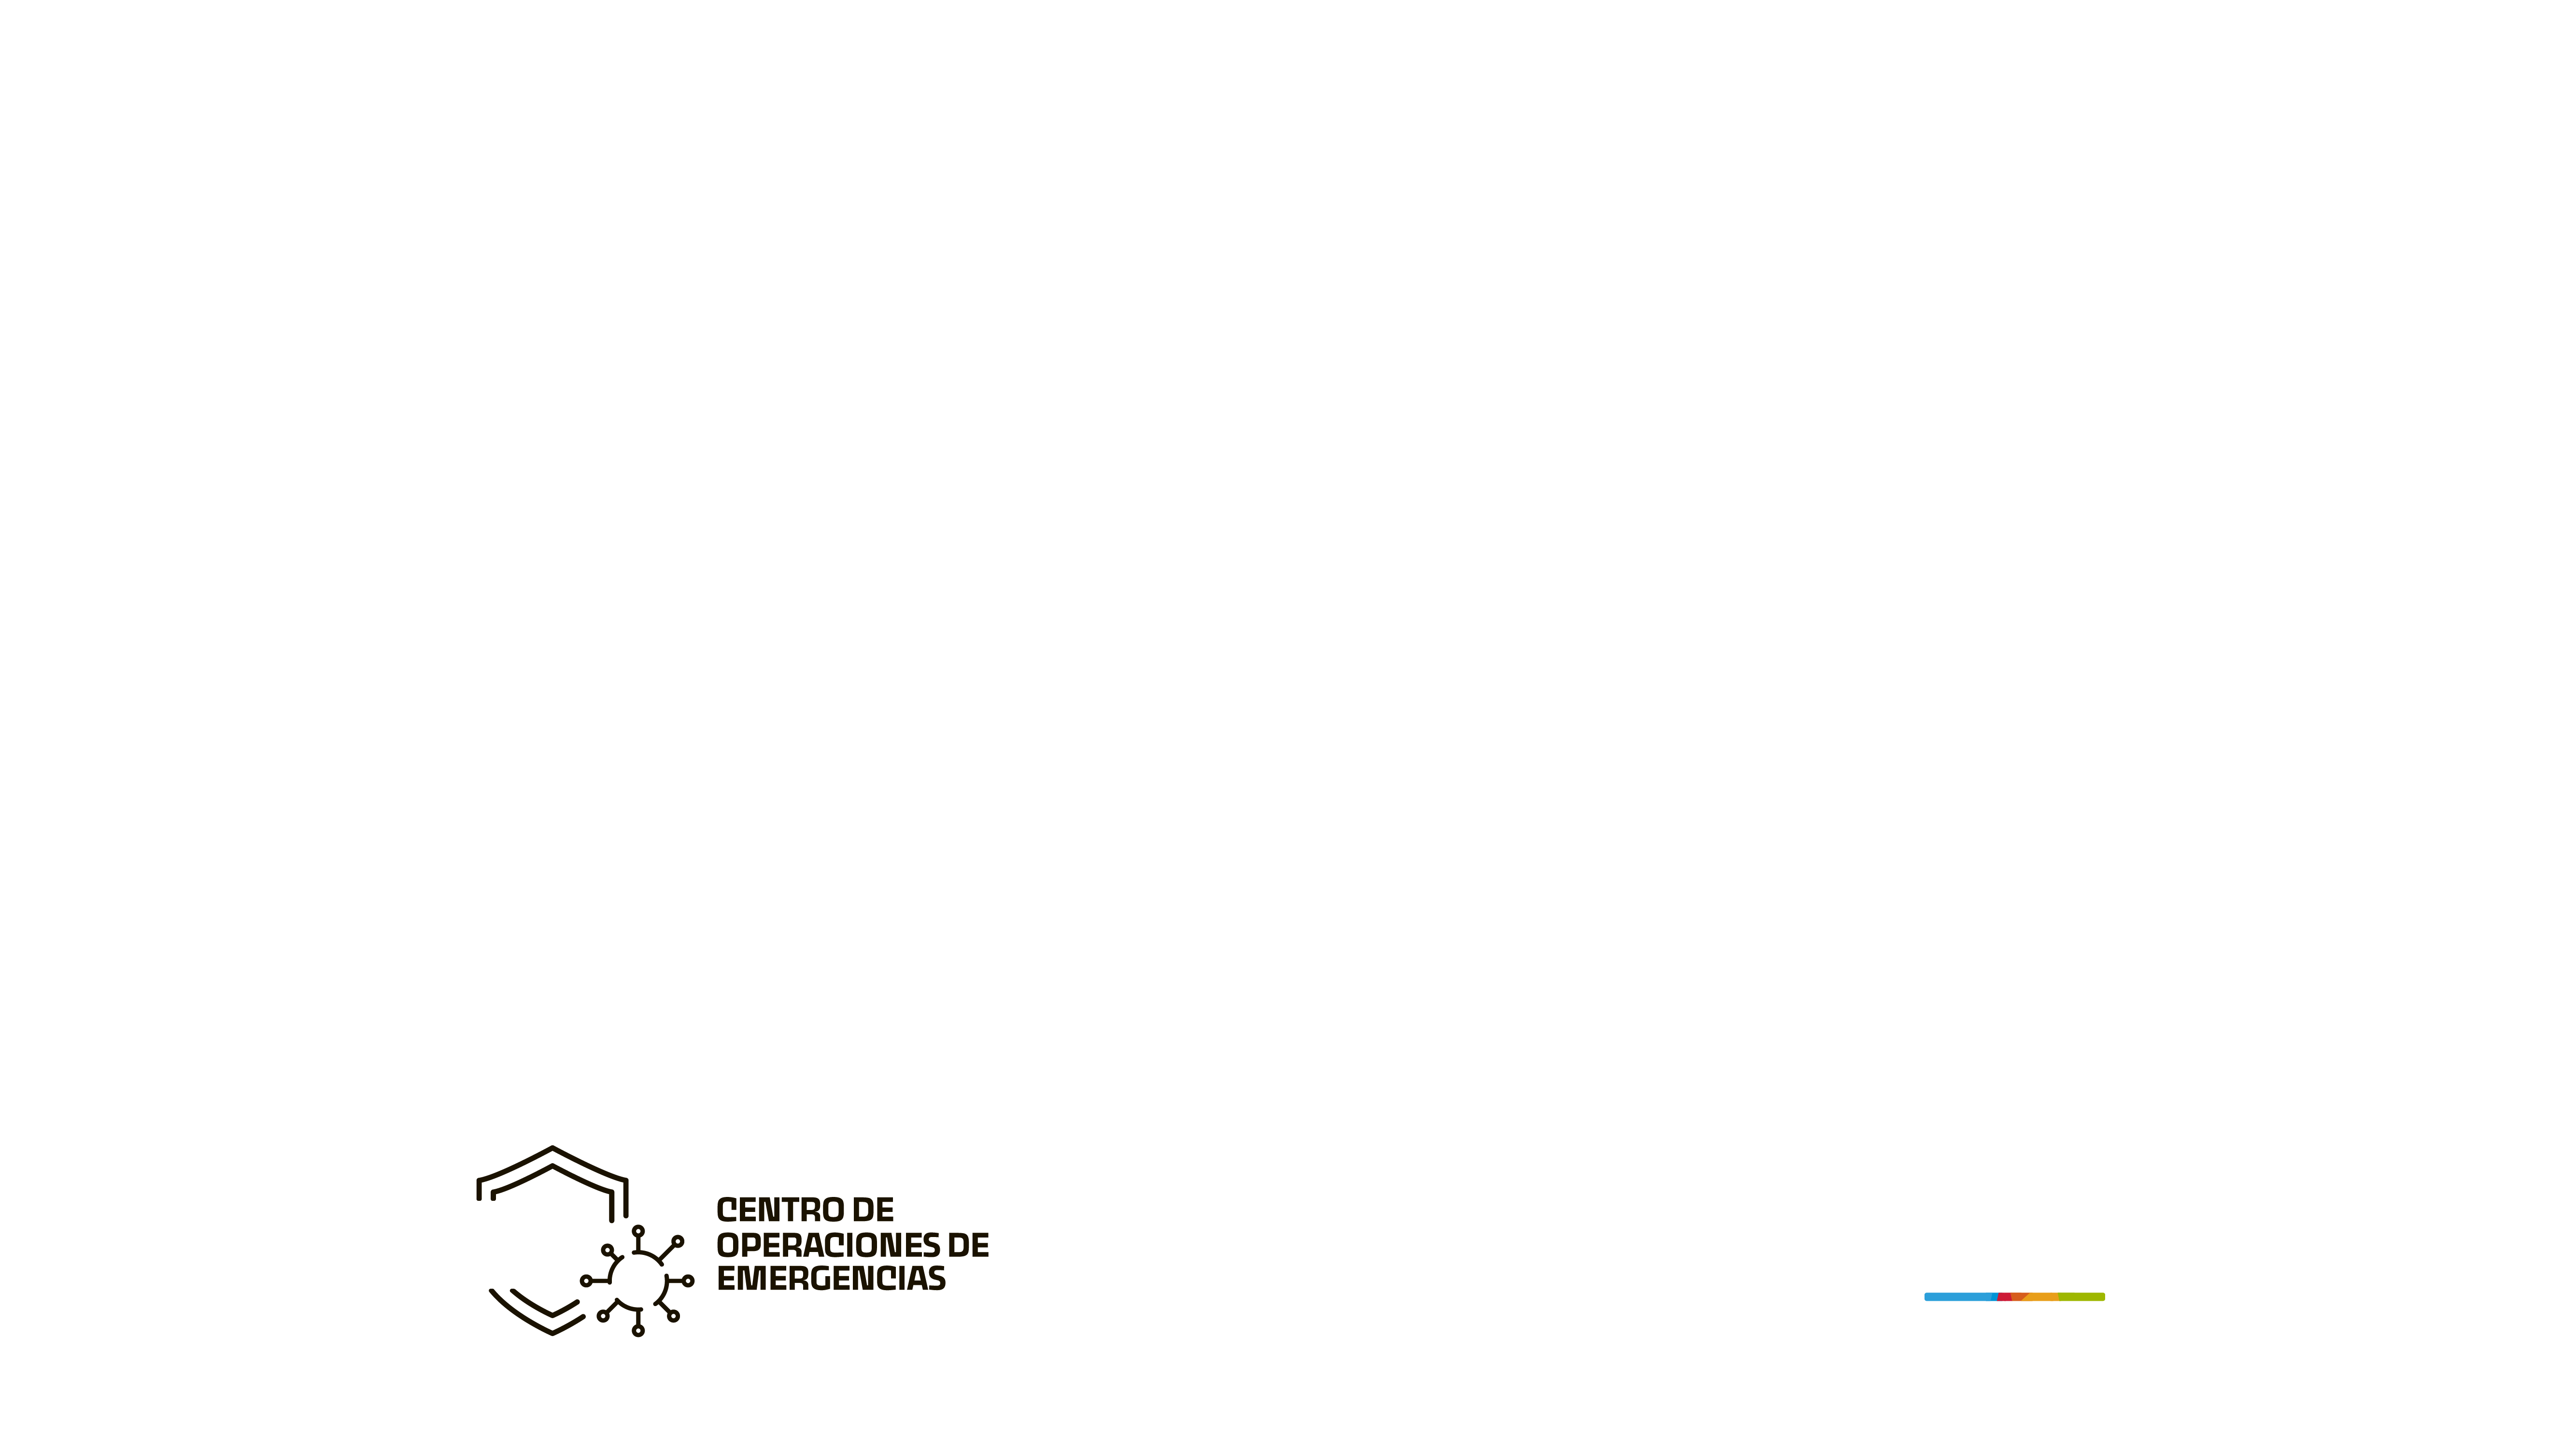 CENTRO DE
OPERACIONES DE
EMERGENCIAS